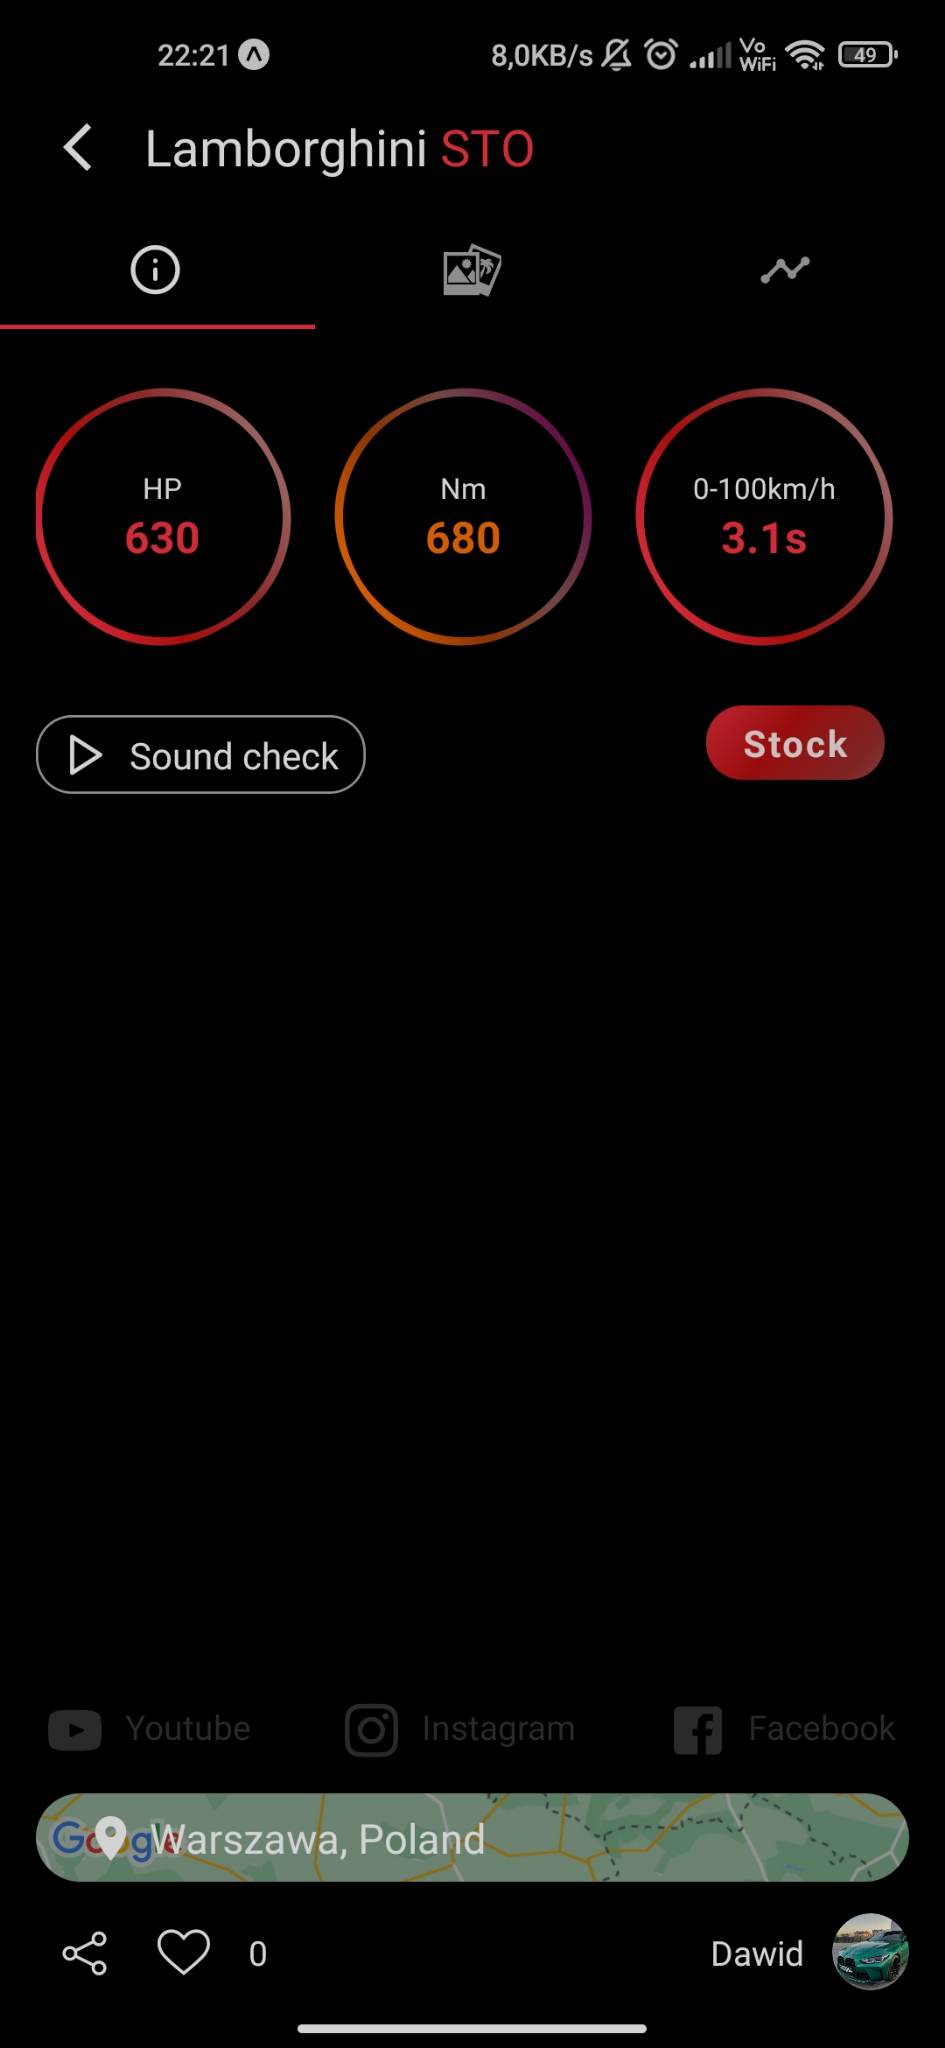 22:21 8,0KB/s Vo WiFi 49
Lamborghini STO
HP
630
Nm
680
0-100km/h
3.1s
Sound check
Stock
Youtube Instagram Facebook
Google Warszawa, Poland
0 Dawid